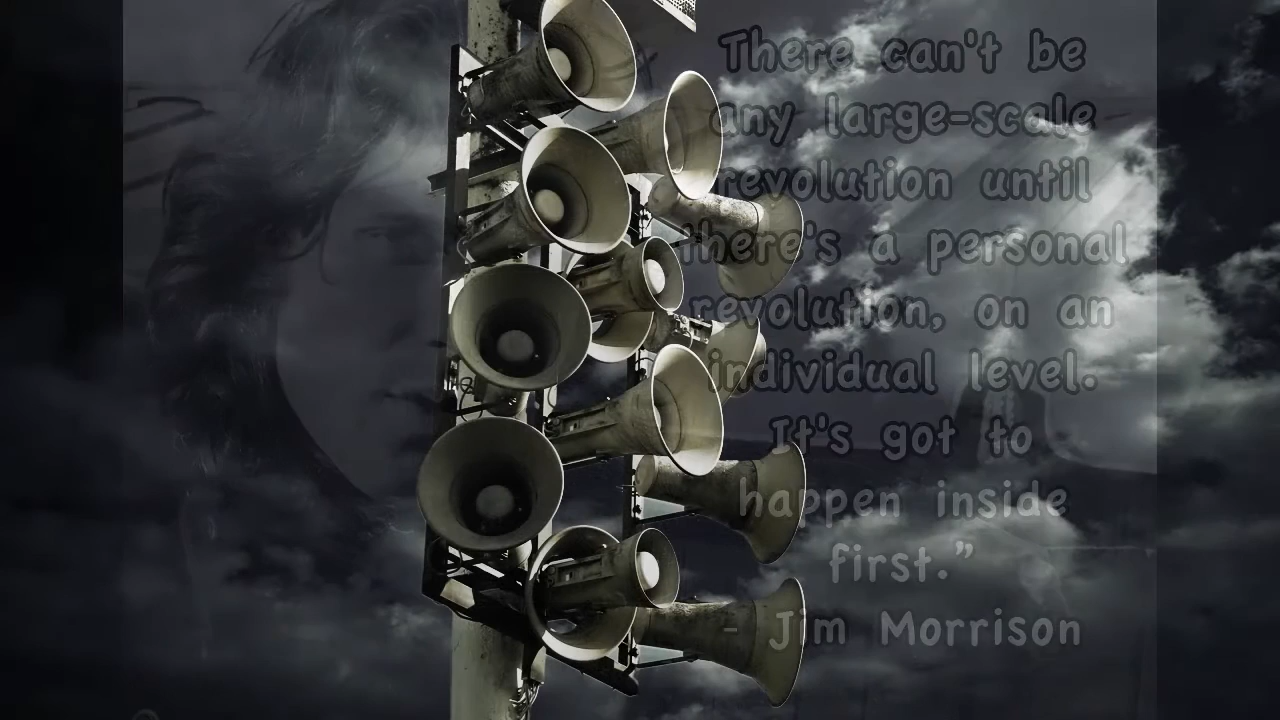 There can't be
any large-scale
revolution until
there's a personal
revolution, on an
individual level.
It's got to
happen inside
first.”
- Jim Morrison